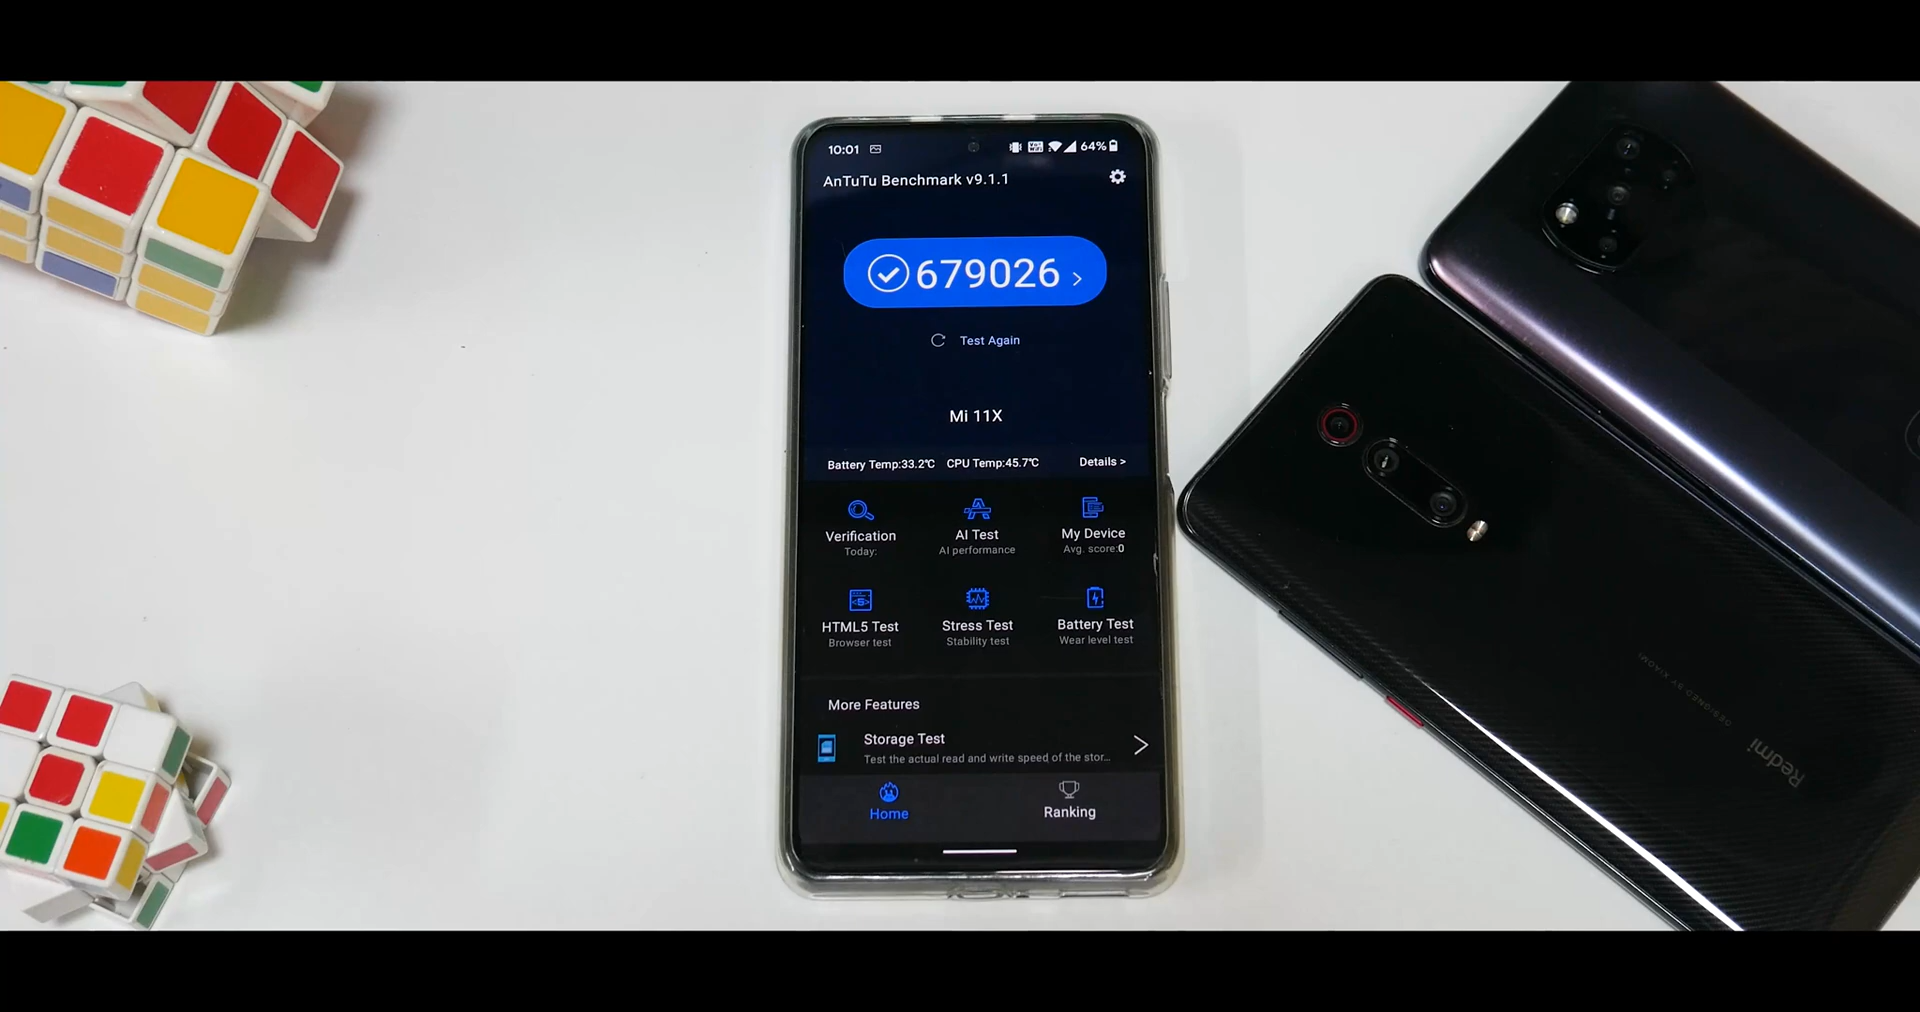 10:01 64%
AnTuTu Benchmark v9.1.1
679026 >
Test Again
Mi 11X
Battery Temp:33.2℃ CPU Temp:45.7℃ Details >
Verification AI Test My Device
Today: AI performance Avg. score:0
HTML5 Test Stress Test Battery Test
Browser test Stability test Wear level test
More Features
Storage Test
Test the actual read and write speed of the stor...
Home Ranking
Redmi
DESIGNED BY XIAOMI